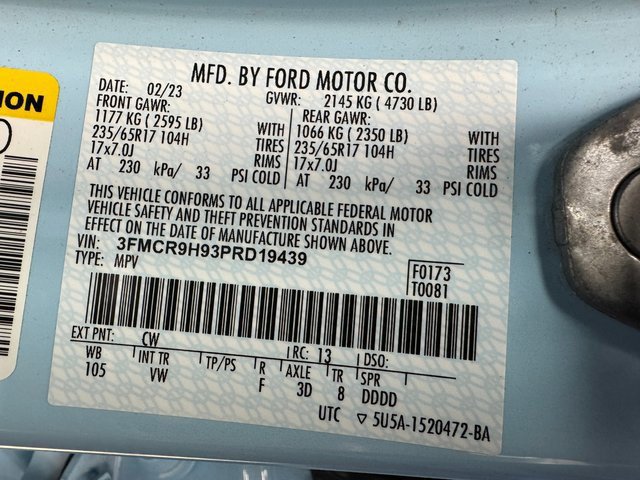 MFD. BY FORD MOTOR CO.
DATE: 02/23 GVWR: 2145 KG ( 4730 LB)
FRONT GAWR: REAR GAWR:
1177 KG ( 2595 LB) WITH 1066 KG ( 2350 LB) WITH
235/65R17 104H TIRES 235/65R17 104H TIRES
17x7.0J RIMS 17x7.0J RIMS
AT 230 kPa/ 33 PSI COLD AT 230 kPa/ 33 PSI COLD
THIS VEHICLE CONFORMS TO ALL APPLICABLE FEDERAL MOTOR
VEHICLE SAFETY AND THEFT PREVENTION STANDARDS IN
EFFECT ON THE DATE OF MANUFACTURE SHOWN ABOVE.
VIN: 3FMCR9H93PRD19439
TYPE: MPV
F0173
T0081
EXT PNT: CW RC: 13 DSO:
WB INT TR TP/PS R AXLE TR SPR
105 VW F 3D 8 DDDD
UTC ▽ 5U5A-1520472-BA